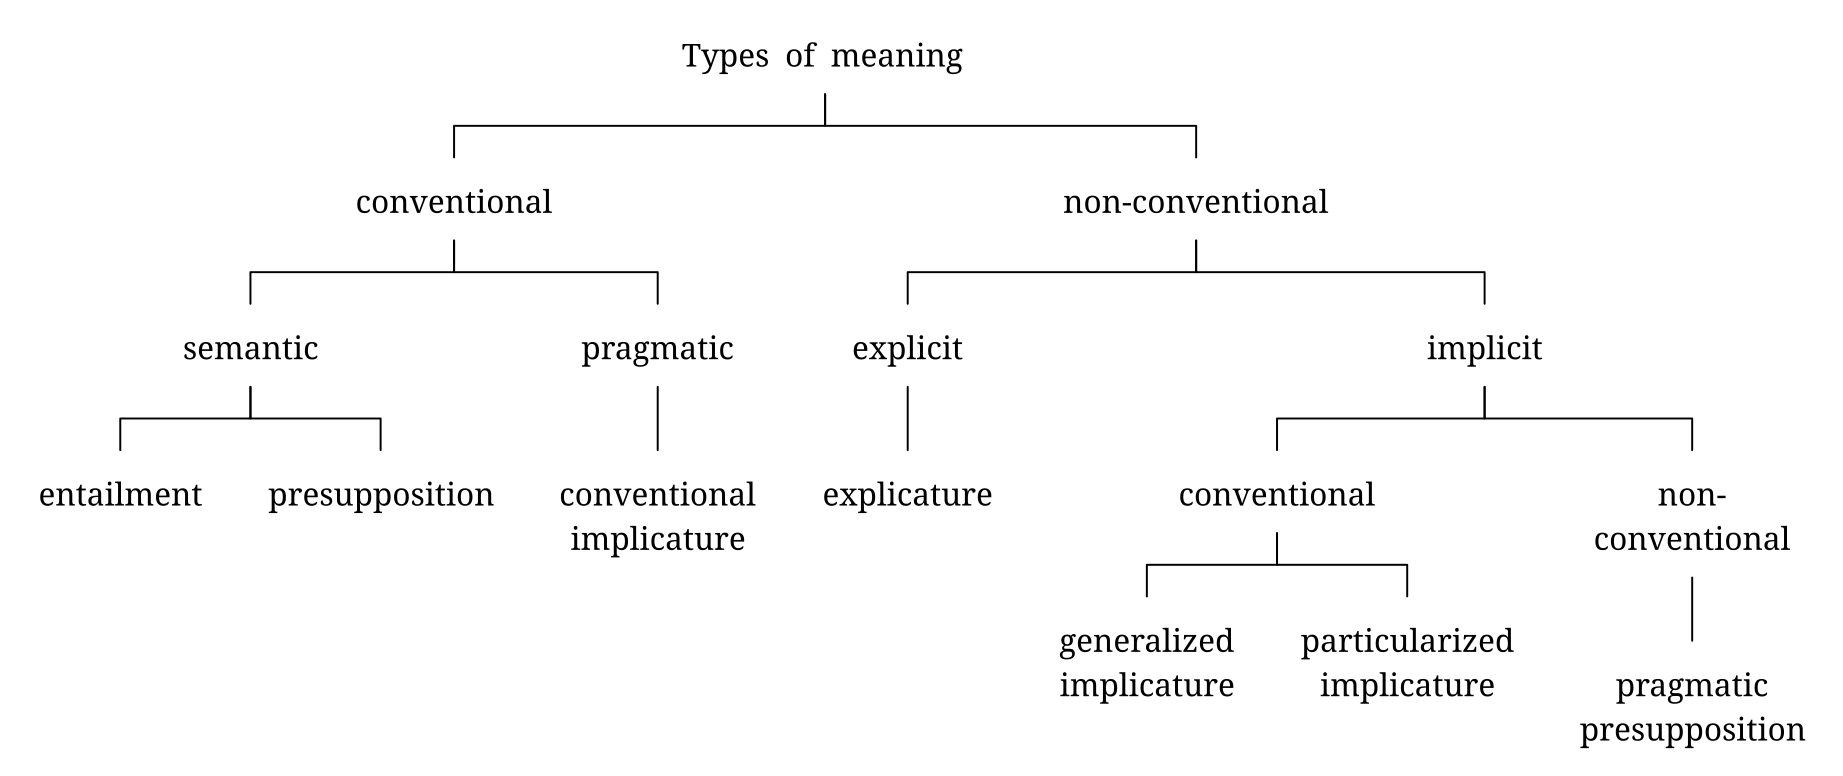 Types of meaning
conventional
non-conventional
semantic
pragmatic
explicit
implicit
entailment
presupposition
conventional
implicature
explicature
conventional
non-
conventional
generalized
implicature
particularized
implicature
pragmatic
presupposition